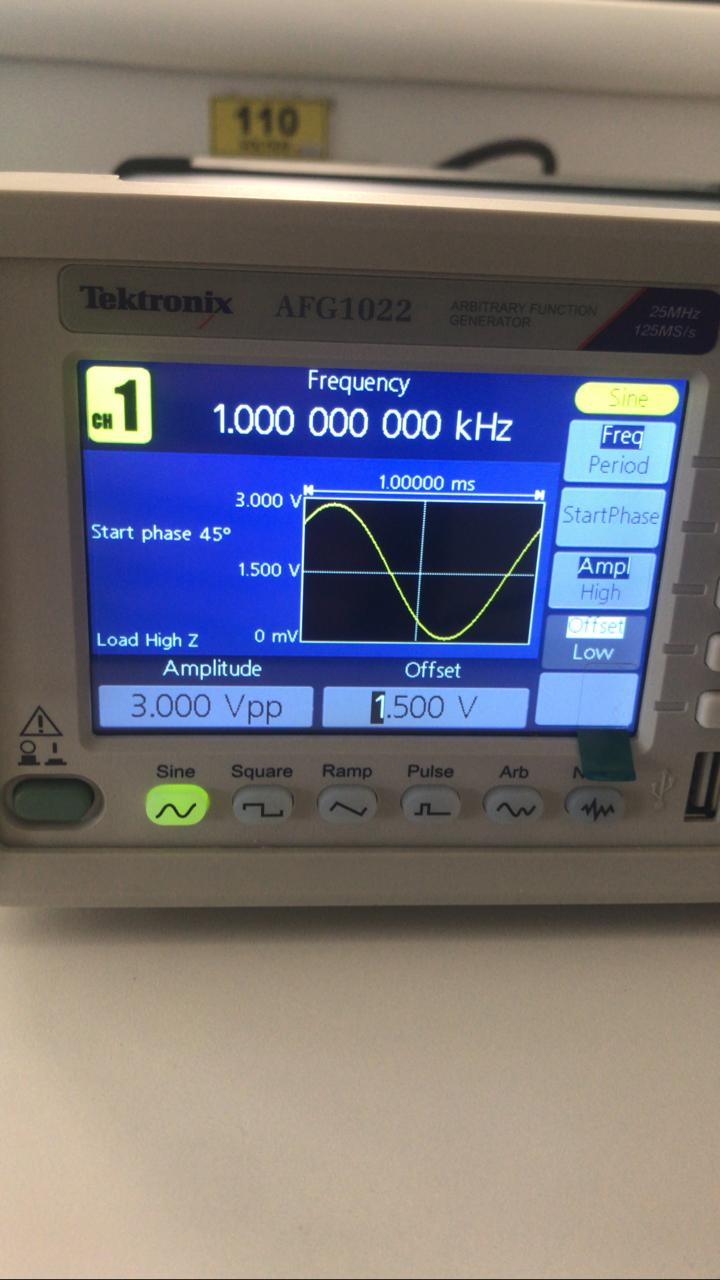 110
Tektronix AFG1022 ARBITRARY FUNCTION GENERATOR
25MHz
125MS/s
CH 1
Frequency
1.000 000 000 kHz
Sine
Freq
Period
StartPhase
Ampl
High
Offset
Low
1.00000 ms
3.000 V
Start phase 45°
1.500 V
Load High Z
0 mV
Amplitude
Offset
3.000 Vpp
1.500 V
Sine
Square
Ramp
Pulse
Arb